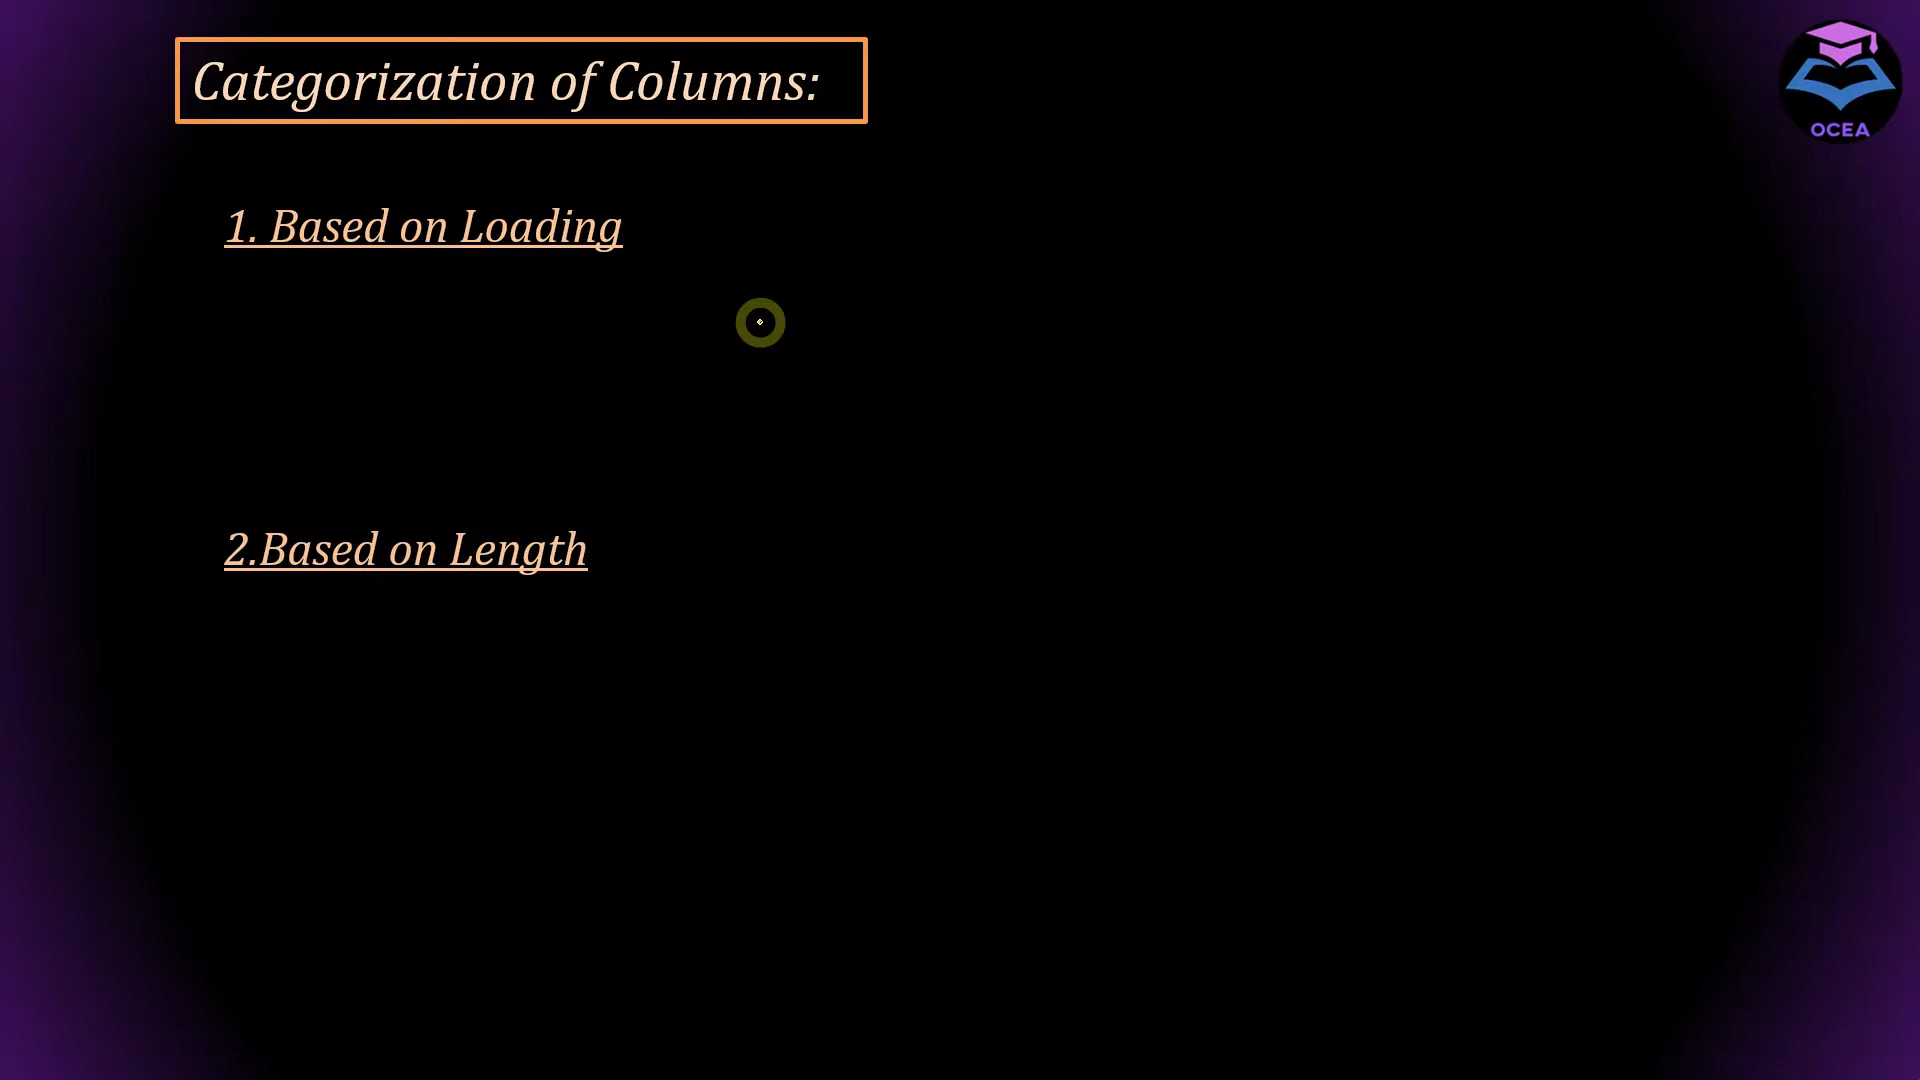 Categorization of Columns:
OCEA
1. Based on Loading
2.Based on Length